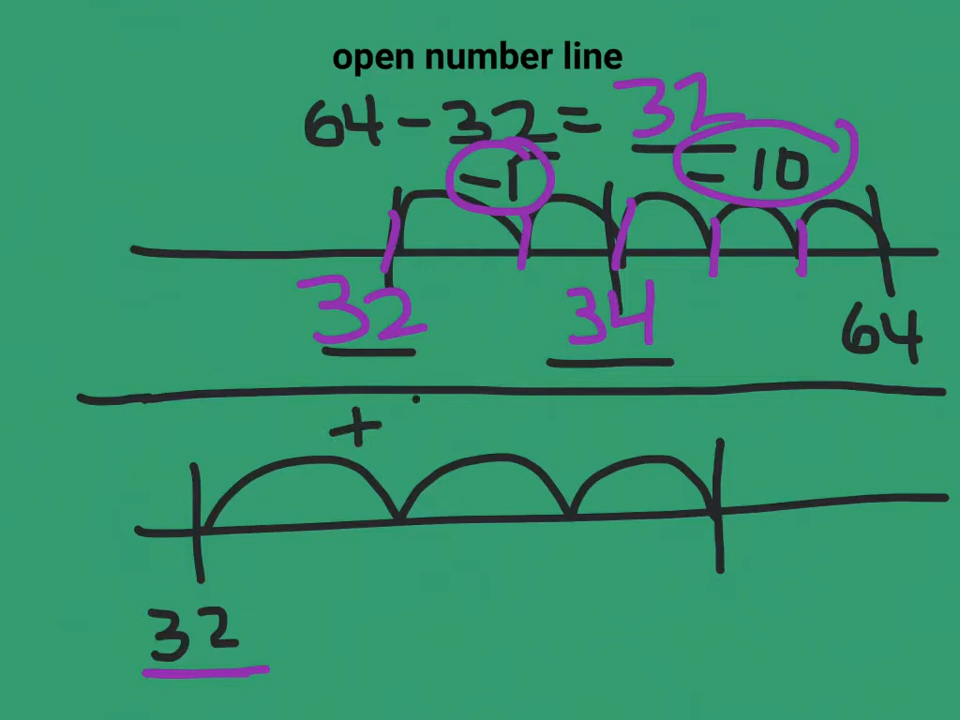 open number line
64 - 32 = 32
-1 - 10
32 34 64
+
32